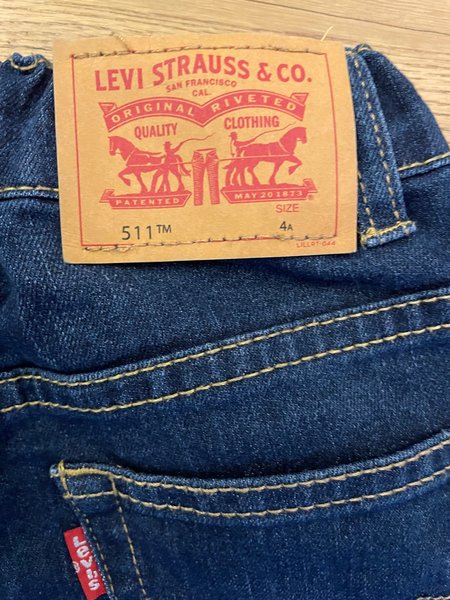 LEVI STRAUSS & CO.
SAN FRANCISCO
CAL.
ORIGINAL RIVETED
QUALITY CLOTHING
PATENTED MAY 20 1873
SIZE
511™ 4A
Levi's
®